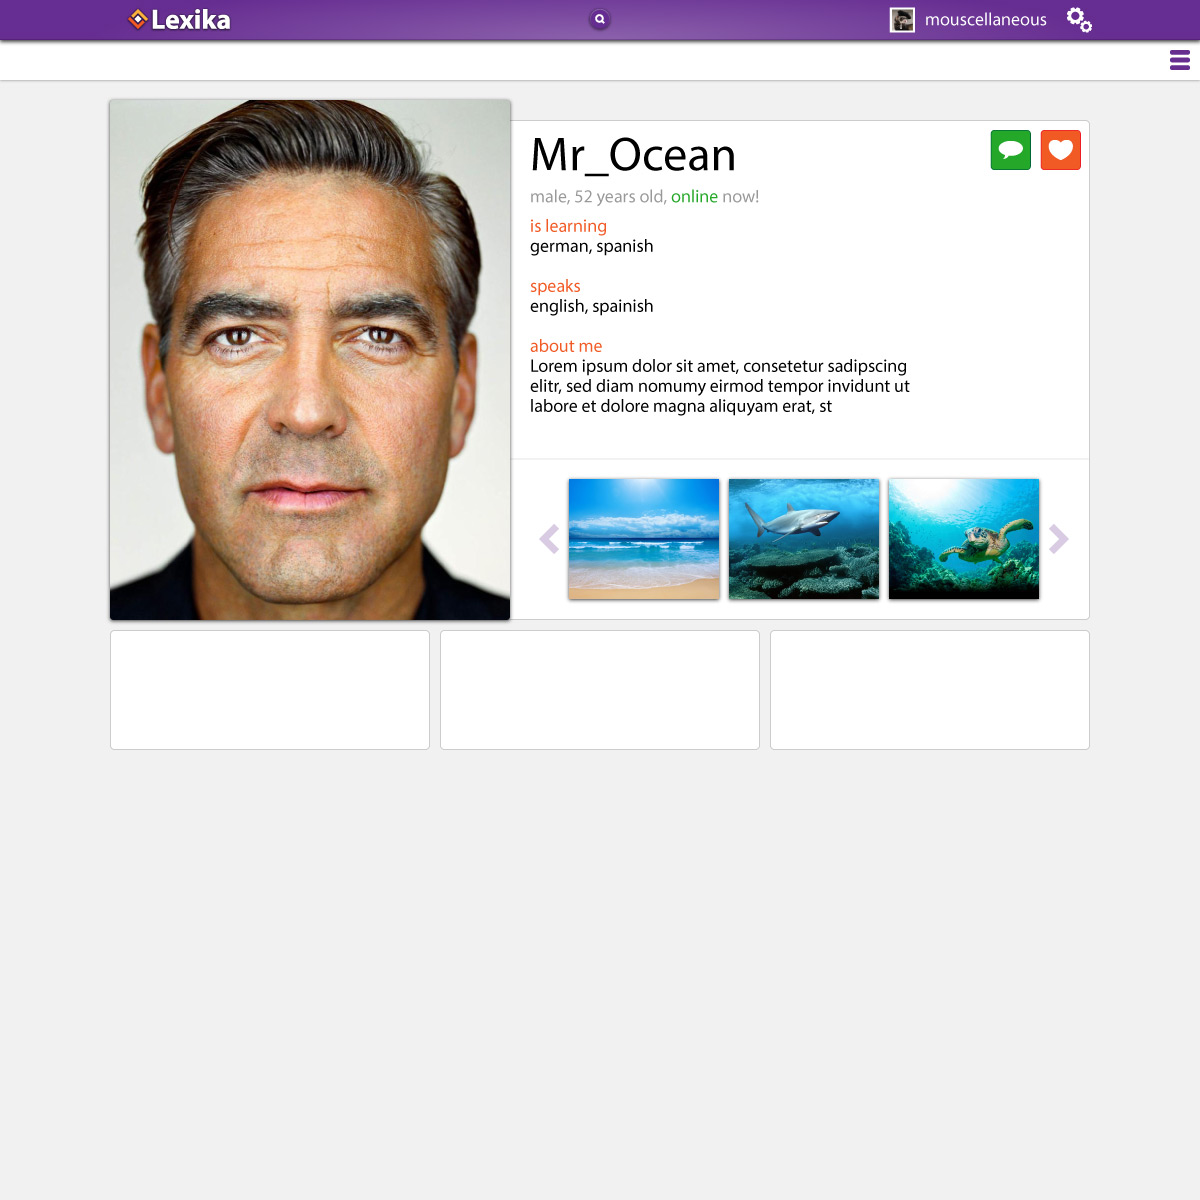 Lexika
mouscellaneous
Mr_Ocean
male, 52 years old, online now!
is learning
german, spanish
speaks
english, spainish
about me
Lorem ipsum dolor sit amet, consetetur sadipscing
elitr, sed diam nomumy eirmod tempor invidunt ut
labore et dolore magna aliquyam erat, st